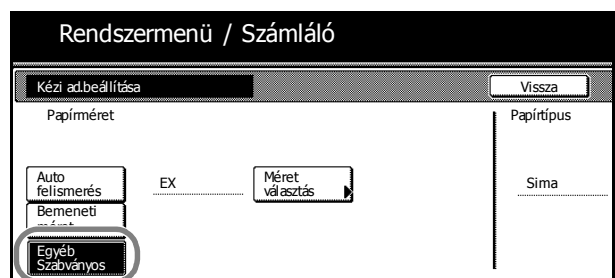 Rendszermenü / Számláló
Kézi ad.beállítása
Vissza
Papírméret
Papírtípus
Auto
felismerés
EX
Méret
választás
Sima
Bemeneti
Egyéb
Szabványos